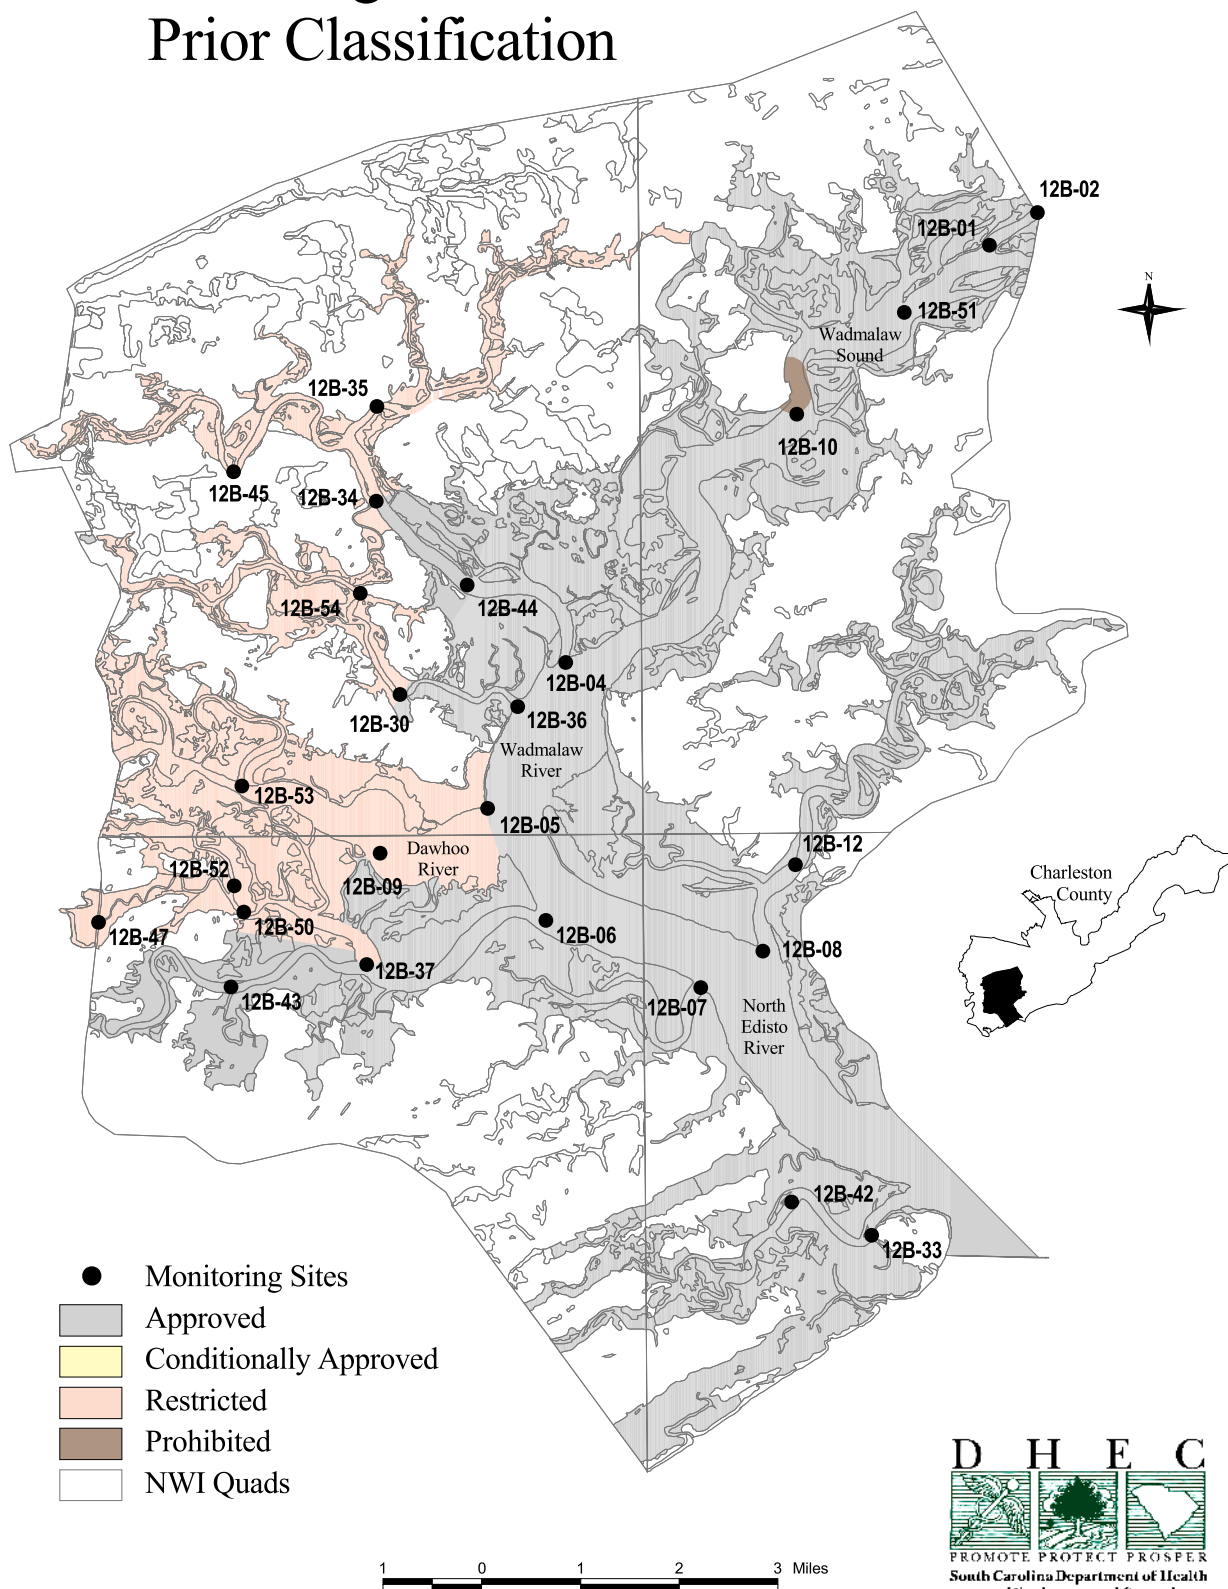 Prior Classification
12B-02
12B-01
N
12B-51
Wadmalaw
Sound
12B-35
12B-10
12B-45
12B-34
12B-54
12B-44
12B-04
12B-30
12B-36
Wadmalaw
River
12B-53
12B-05
12B-12
Dawhoo
River
12B-52
12B-09
Charleston
County
12B-50
12B-47
12B-06
12B-08
12B-37
12B-43
12B-07
North
Edisto
River
12B-42
12B-33
Monitoring Sites
Approved
Conditionally Approved
Restricted
Prohibited
NWI Quads
D H E C
PROMOTE PROTECT PROSPER
South Carolina Department of Health
1 0 1 2 3 Miles